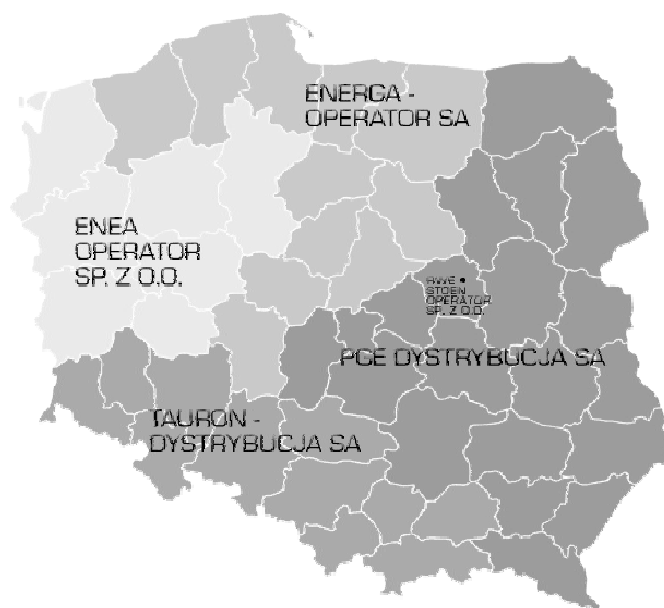 ENERGA -
OPERATOR SA
ENEA
OPERATOR
SP. Z O.O.
RWE •
STOEN
OPERATOR
SP. Z O.O.
PGE DYSTRYBUCJA SA
TAURON -
DYSTRYBUCJA SA